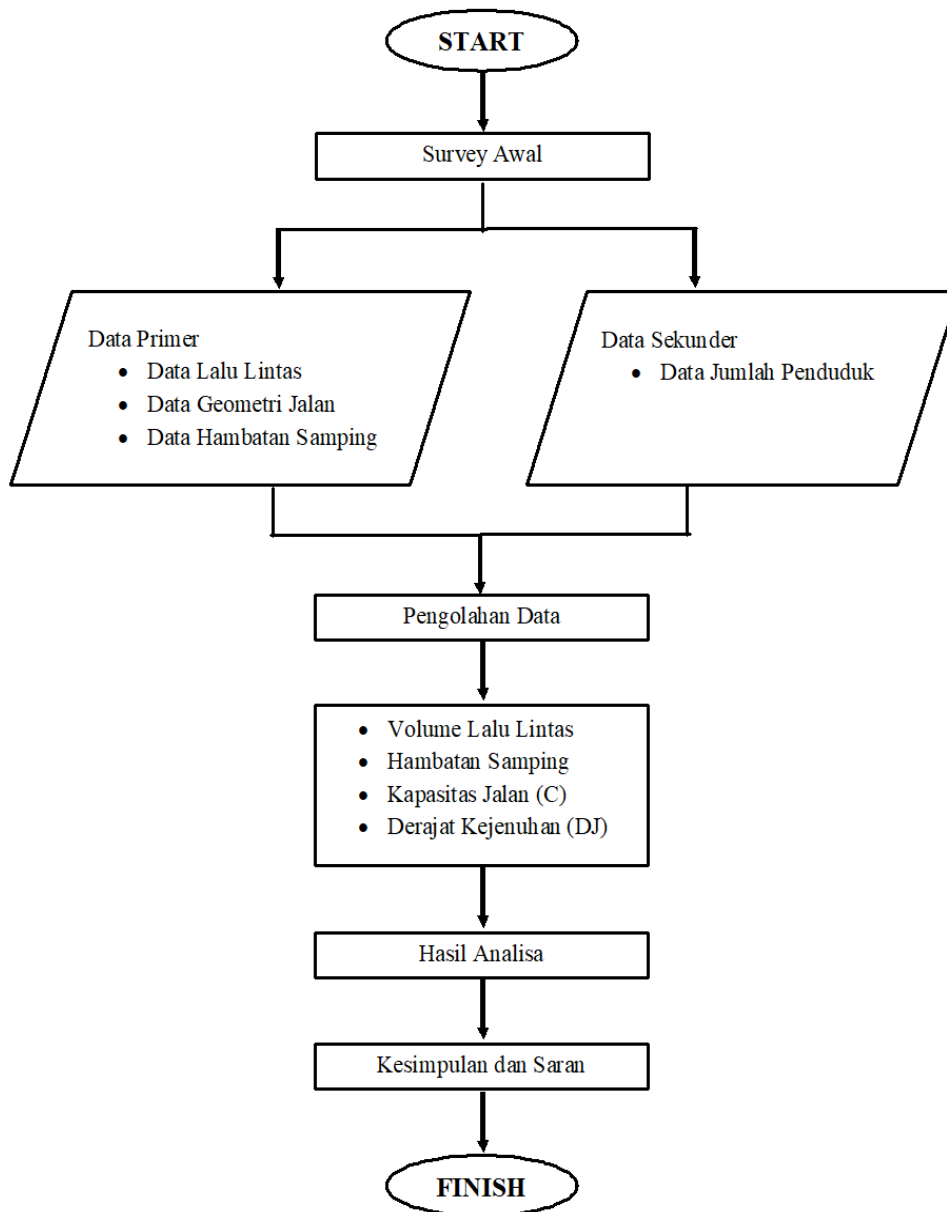 START
Survey Awal
Data Primer
• Data Lalu Lintas
• Data Geometri Jalan
• Data Hambatan Samping
Data Sekunder
• Data Jumlah Penduduk
Pengolahan Data
• Volume Lalu Lintas
• Hambatan Samping
• Kapasitas Jalan (C)
• Derajat Kejenuhan (DJ)
Hasil Analisa
Kesimpulan dan Saran
FINISH